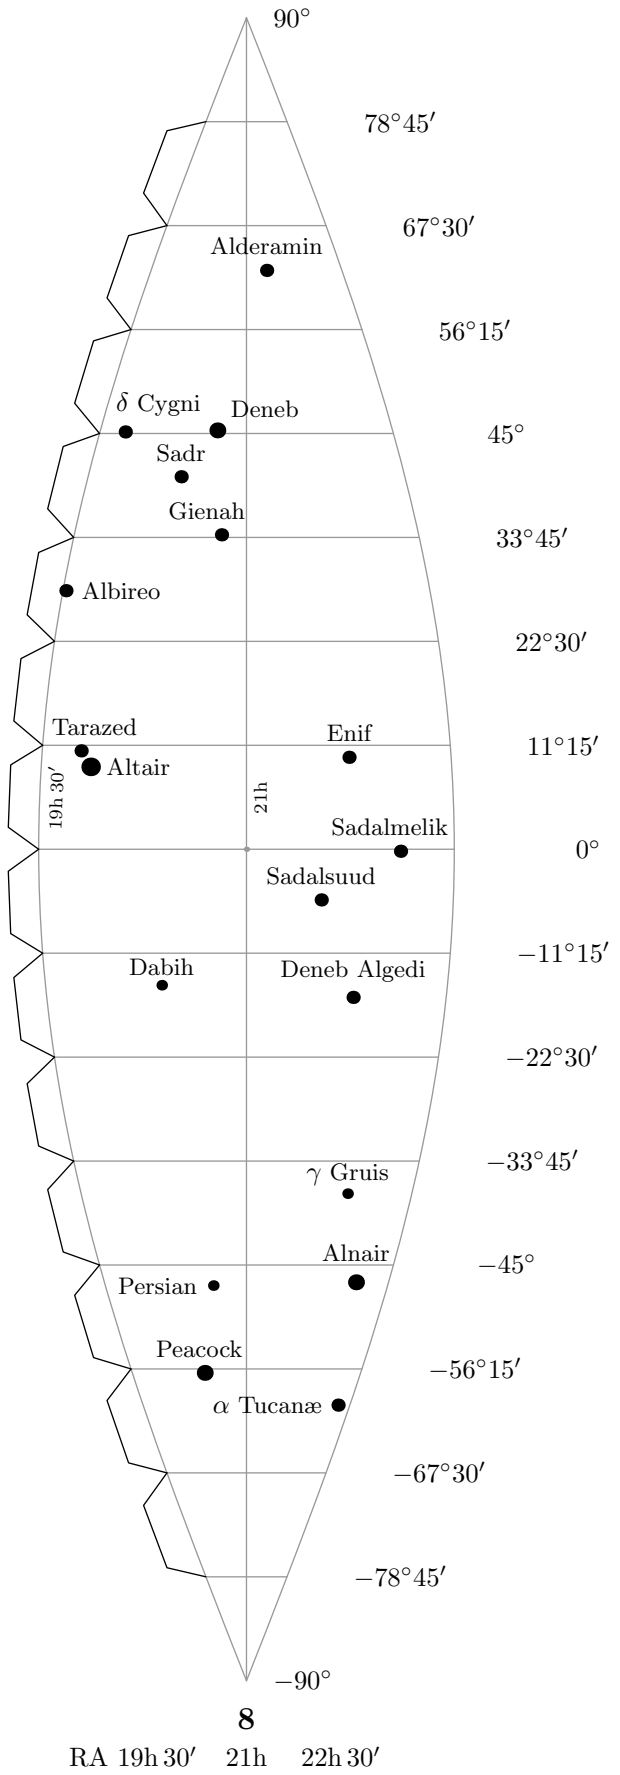 90°
78°45′
67°30′
Alderamin
56°15′
δ Cygni
Deneb
45°
Sadr
Gienah
33°45′
Albireo
22°30′
Tarazed
Enif
11°15′
Altair
19h 30′
21h
Sadalmelik
0°
Sadalsuud
−11°15′
Dabih
Deneb Algedi
−22°30′
−33°45′
γ Gruis
Alnair
−45°
Persian
Peacock
−56°15′
α Tucanæ
−67°30′
−78°45′
−90°
8
RA 19h 30′ 21h 22h 30′